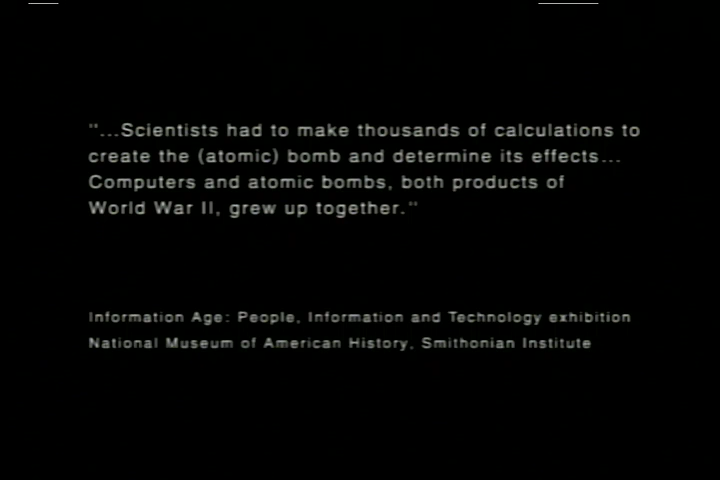 "...Scientists had to make thousands of calculations to
create the (atomic) bomb and determine its effects...
Computers and atomic bombs, both products of
World War II, grew up together."
Information Age: People, Information and Technology exhibition
National Museum of American History, Smithonian Institute